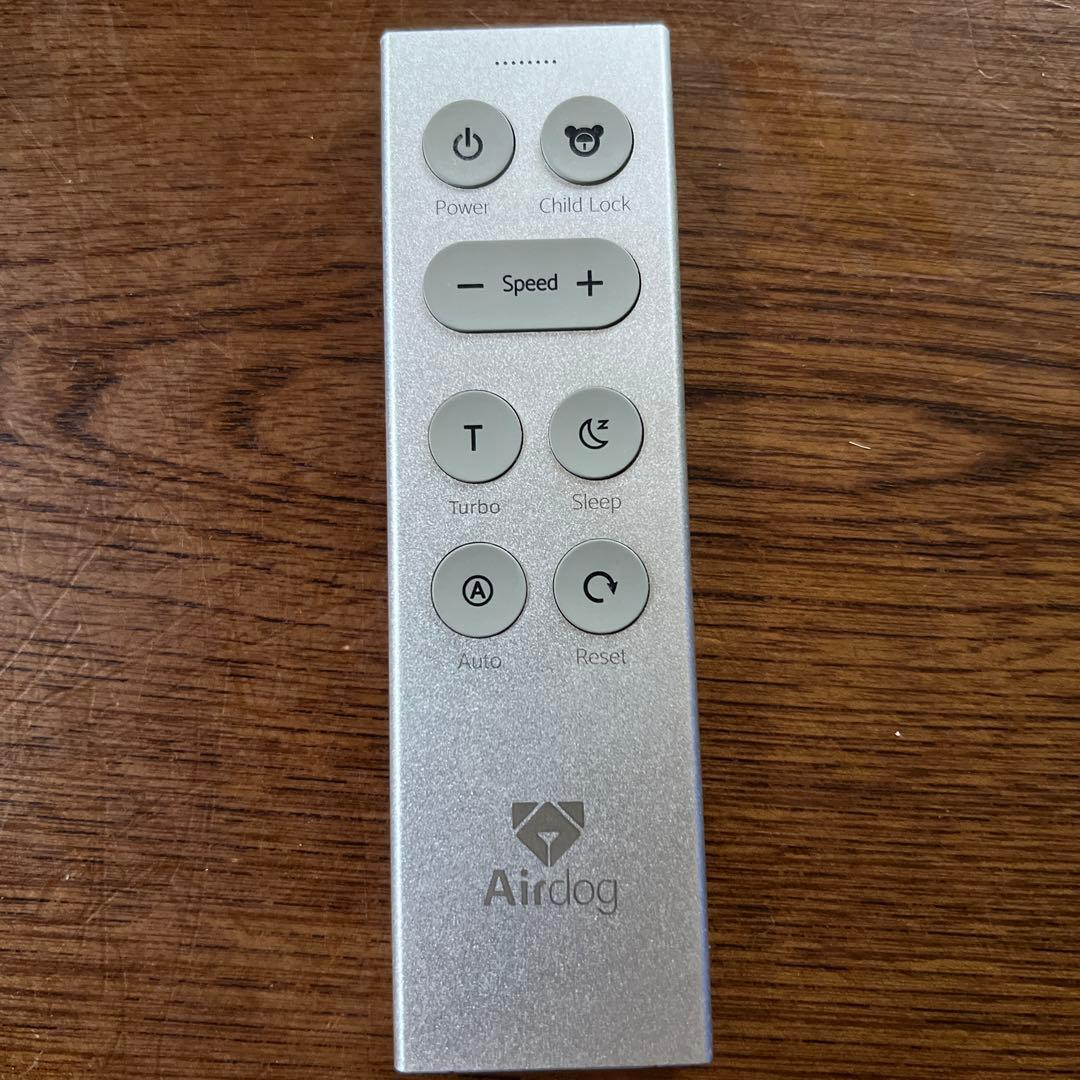 Power
Child Lock
− Speed +
T
Turbo
Sleep
A
Auto
Reset
Airdog